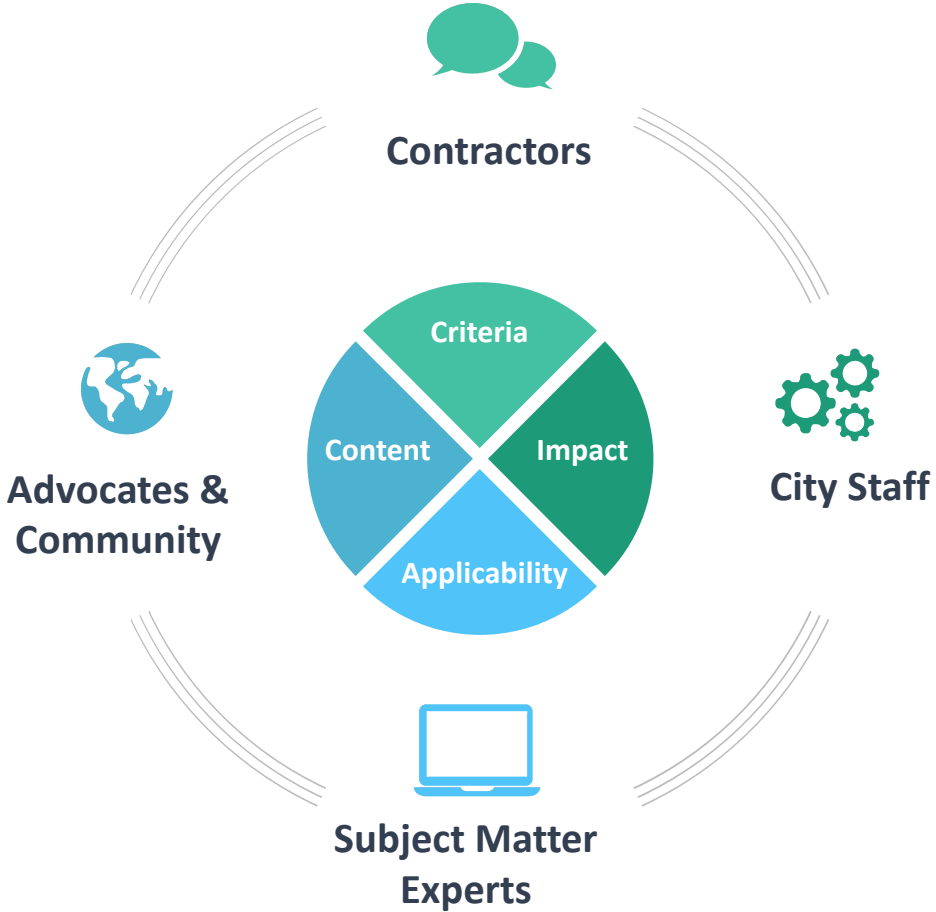 Contractors
Criteria
Content
Impact
Advocates &
Community
City Staff
Applicability
Subject Matter
Experts